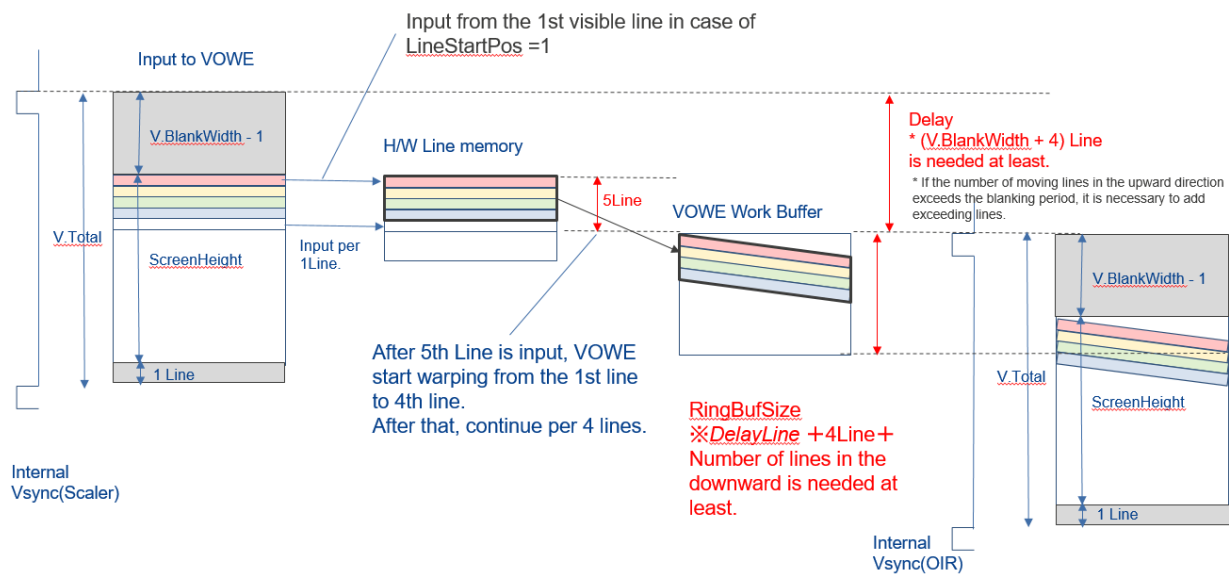 Input from the 1st visible line in case of
LineStartPos =1
Input to VOWE
V.BlankWidth - 1
V.Total
ScreenHeight
1 Line
Internal
Vsync(Scaler)
H/W Line memory
5Line
Input per
1Line.
After 5th Line is input, VOWE
start warping from the 1st line
to 4th line.
After that, continue per 4 lines.
VOWE Work Buffer
RingBufSize
※DelayLine +4Line+
Number of lines in the
downward is needed at
least.
Delay
* (V.BlankWidth + 4) Line
is needed at least.
* If the number of moving lines in the upward direction
exceeds the blanking period, it is necessary to add
exceeding lines.
V.BlankWidth - 1
V.Total
ScreenHeight
1 Line
Internal
Vsync(OIR)